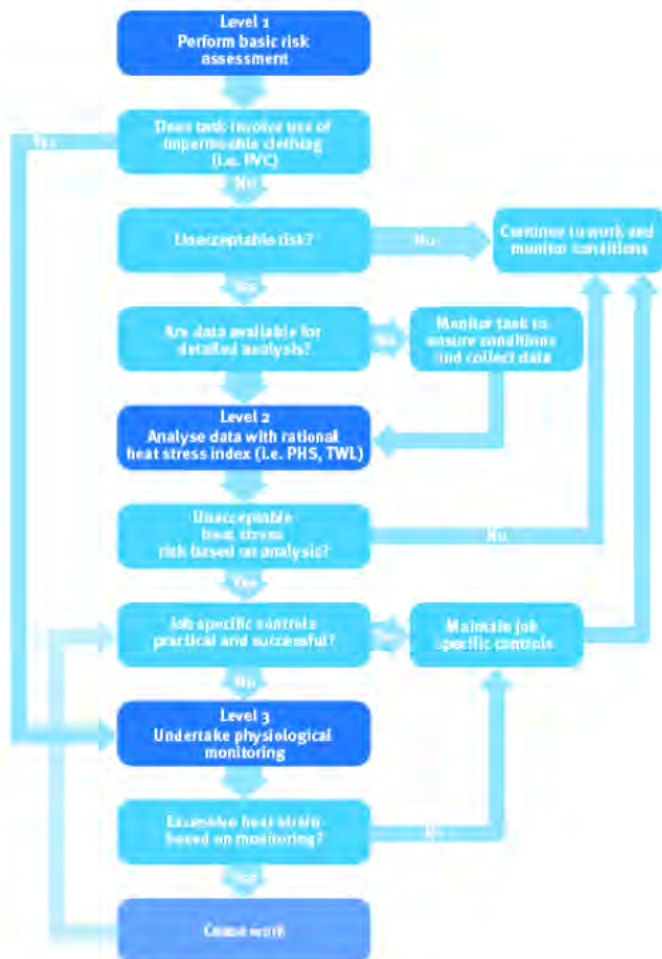 Level 1
Perform basic risk
assessment
Does task involve use of
impermeable clothing
(i.e. PVC)
Yes
No
Unacceptable risk?
No
Continue to work and
monitor conditions
Yes
Are data available for
detailed analysis?
No
Monitor task to
ensure conditions
and collect data
Level 2
Analyse data with rational
heat stress index (i.e. PHS, TWL)
Unacceptable
heat stress
risk based on analysis?
No
Yes
Job specific controls
practical and successful?
Yes
Maintain job
specific controls
No
Level 3
Undertake physiological
monitoring
Excessive heat strain
based on monitoring?
No
Yes
Cease work